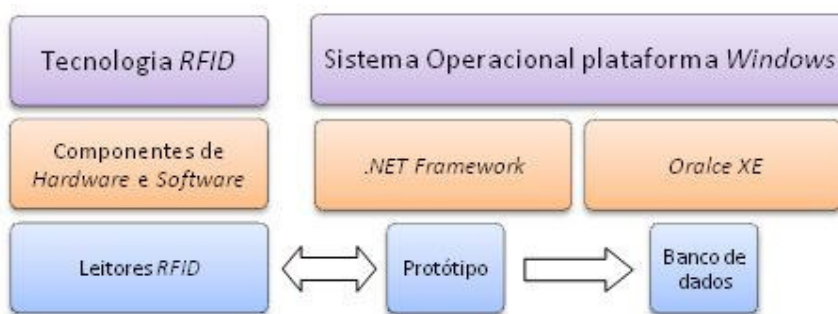 Tecnologia RFID
Sistema Operacional plataforma Windows
Componentes de
Hardware e Software
.NET Framework
Oralce XE
Leitores RFID
Protótipo
Banco de
dados